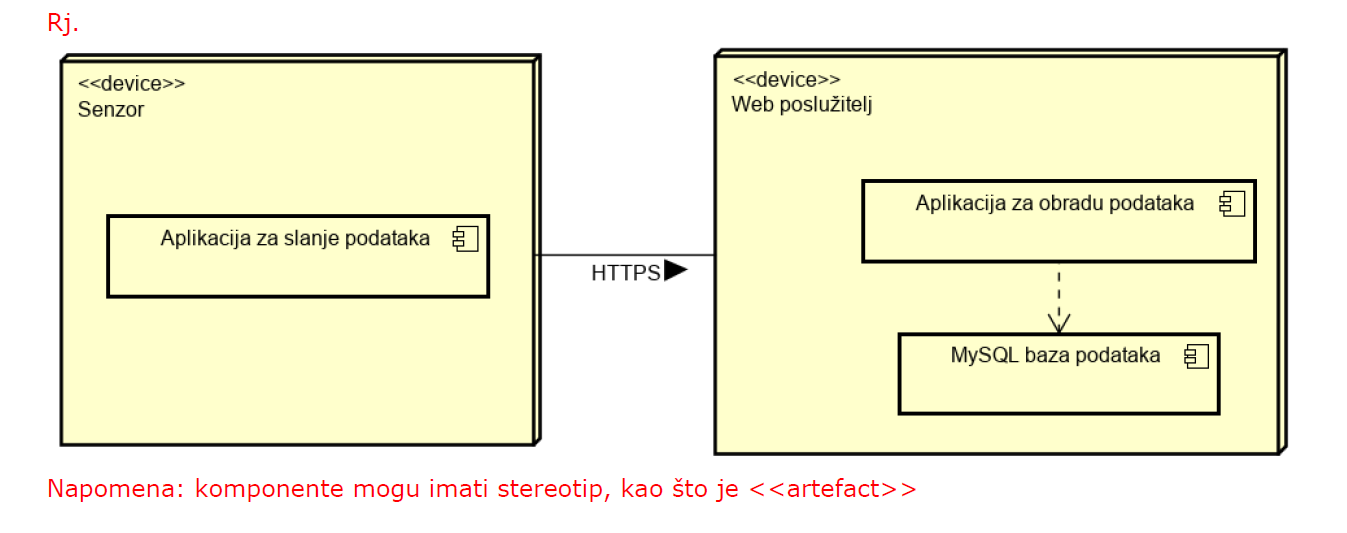 Rj.
<<device>>
Senzor
Aplikacija za slanje podataka
HTTPS
<<device>>
Web poslužitelj
Aplikacija za obradu podataka
MySQL baza podataka
Napomena: komponente mogu imati stereotip, kao što je <<artefact>>